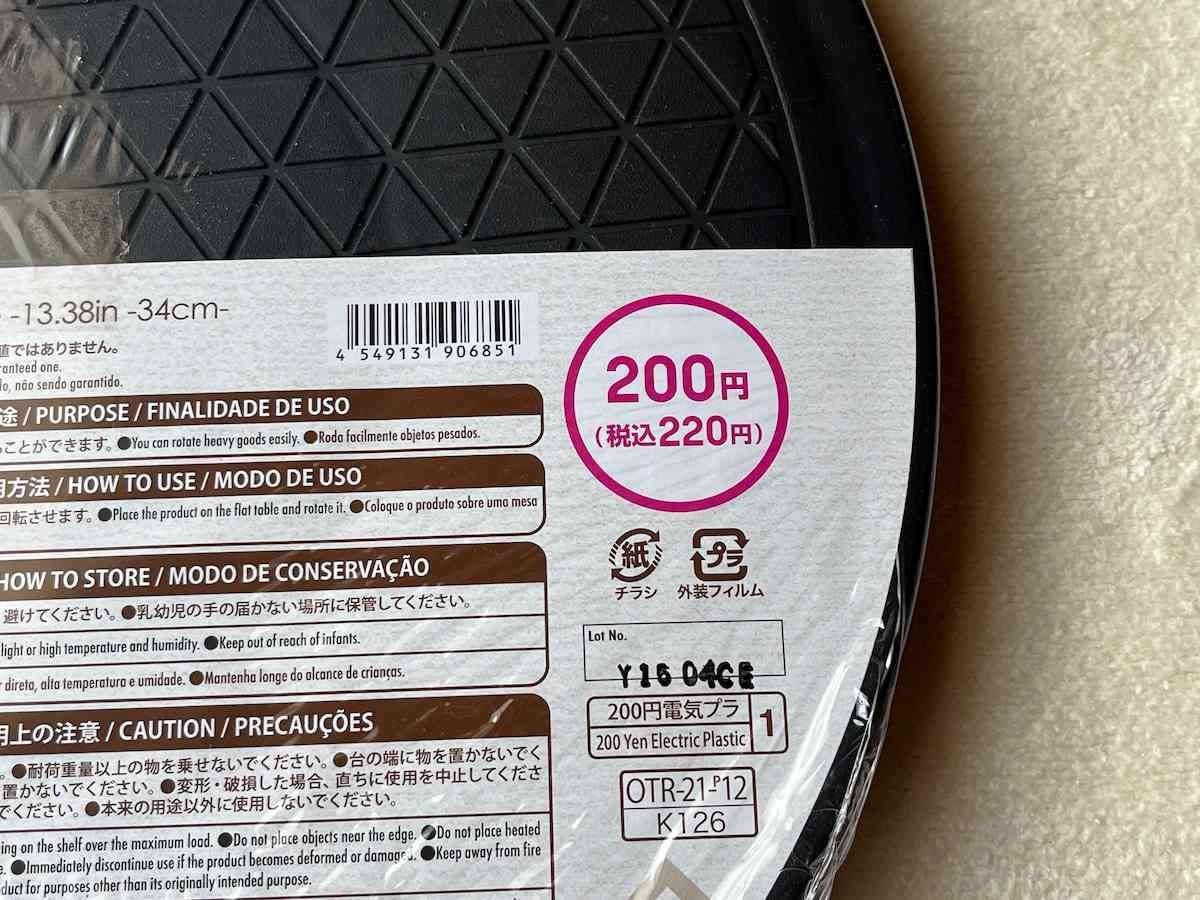 -13.38in -34cm-
4 549131 906851
値ではありません。
aranteed one.
lo, não sendo garantido.
200円
(税込220円)
途 / PURPOSE / FINALIDADE DE USO
ることができます。●You can rotate heavy goods easily. ●Roda facilmente objetos pesados.
用方法 / HOW TO USE / MODO DE USO
回転させます。●Place the product on the flat table and rotate it. ●Coloque o produto sobre uma mesa
紙
チラシ
プラ
外装フィルム
HOW TO STORE / MODO DE CONSERVAÇÃO
避けてください。●乳幼児の手の届かない場所に保管してください。
light or high temperature and humidity. ●Keep out of reach of infants.
r direta, alta temperatura e umidade. ●Mantenha longe do alcance de crianças.
Lot No.
Y15 04CE
200円電気プラ
200 Yen Electric Plastic
1
OTR-21-P12
K126
用上の注意 / CAUTION / PRECAUÇÕES
。●耐荷重量以上の物を乗せないでください。●台の端に物を置かないでく
置かないでください。●変形・破損した場合、直ちに使用を中止してくださ
でください。●本来の用途以外に使用しないでください。
ing on the shelf over the maximum load. ●Do not place objects near the edge. ●Do not place heated
e. ●Immediately discontinue use if the product becomes deformed or damaged. ●Keep away from fire
duct for purposes other than its originally intended purpose.